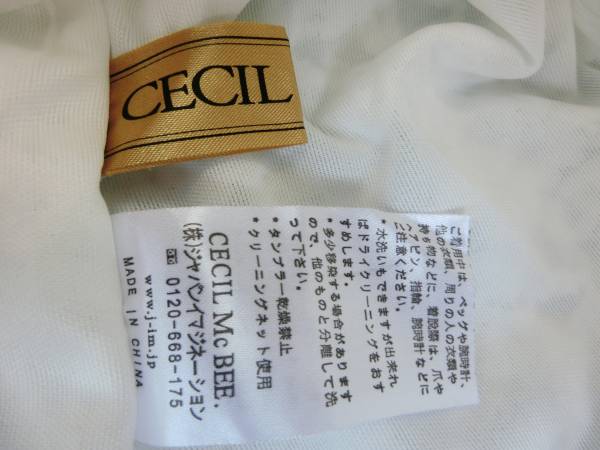 CECIL
ご着用中は、ベッグや腕時計、
他の衣類、周りの人の衣類や
持ち物などに、着脱際は、爪や
ヘアピン、指輪、腕時計などに
ご注意ください。
・水洗いもできますが出来れ
ばドライクリーニングをおす
すめします。
・多少移染する場合があります
ので、他のものと分離して洗
って下さい。
・タンブラー乾燥禁止
・クリーニングネット使用
CECIL McBEE.
(株)ジャパンイマジネーション
0120-668-175
www.j-im.jp
MADE IN CHINA